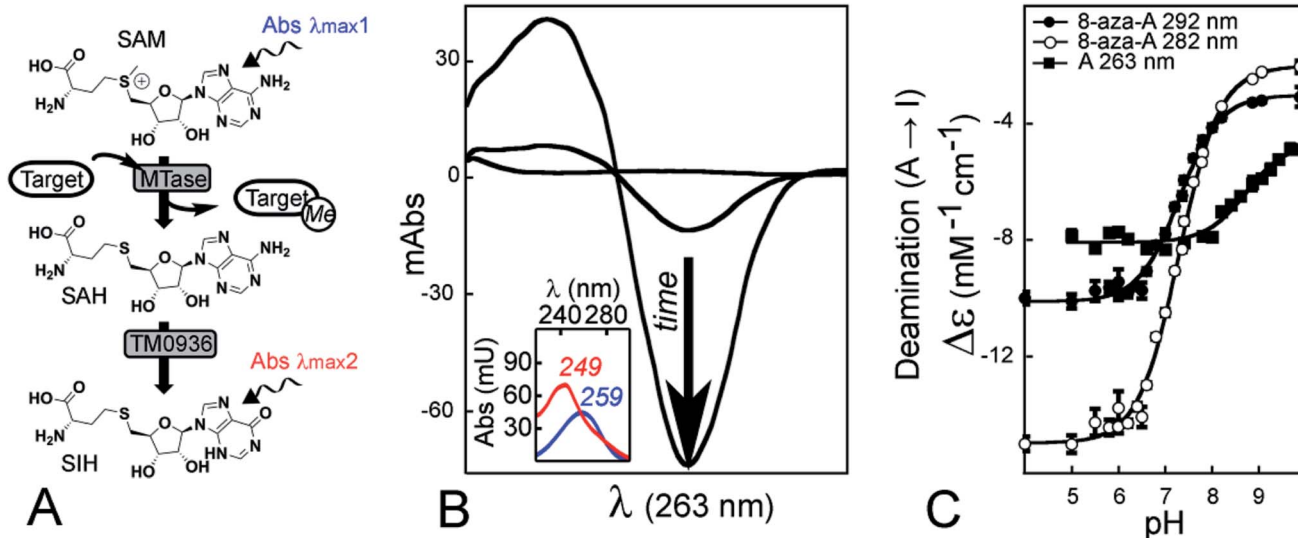 SAM
Abs λmax1
HO
O
H2N
S
+
O
N
N
N
N
NH2
HO
OH
Target
MTase
Target
Me
HO
O
H2N
S
O
N
N
N
N
NH2
HO
OH
SAH
TM0936
Abs λmax2
HO
O
H2N
S
O
N
N
O
HN
N
HO
OH
SIH
A
mAbs
30
0
-30
-60
time
λ (nm)
240
280
Abs (mU)
90
60
30
249
259
λ (263 nm)
B
8-aza-A 292 nm
8-aza-A 282 nm
A 263 nm
Deamination (A → I)
Δε (mM⁻¹ cm⁻¹)
-4
-8
-12
5 6 7 8 9
pH
C